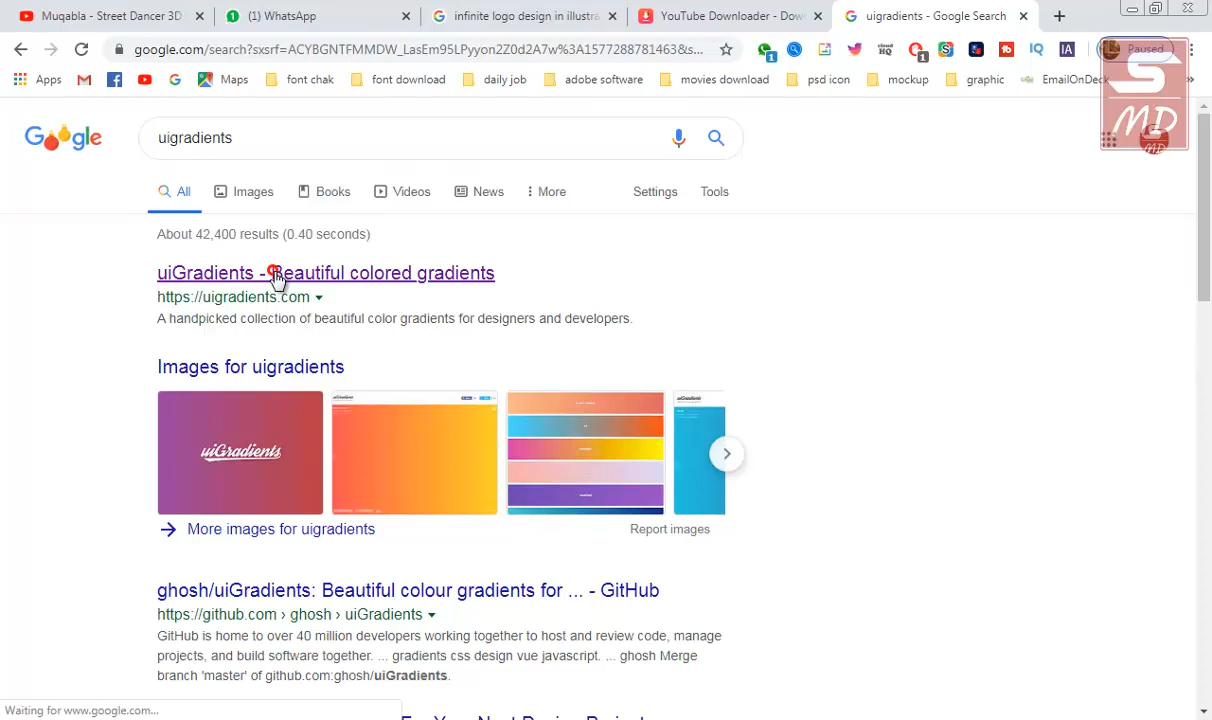 Muqabla - Street Dancer 3D
(1) WhatsApp
infinite logo design in illustra
YouTube Downloader - Dow
uigradients - Google Search
google.com/search?sxsrf=ACYBGNTFMMDW_LasEm95LPyyon2Z0d2A7w%3A1577288781463&s...
Paused
Apps
Maps
font chak
font download
daily job
adobe software
movies download
psd icon
mockup
graphic
EmailOnDeck
S
MD
MD
Google
uigradients
All
Images
Books
Videos
News
More
Settings
Tools
About 42,400 results (0.40 seconds)
uiGradients - Beautiful colored gradients
https://uigradients.com
A handpicked collection of beautiful color gradients for designers and developers.
Images for uigradients
uiGradients
More images for uigradients
Report images
ghosh/uiGradients: Beautiful colour gradients for ... - GitHub
https://github.com › ghosh › uiGradients
GitHub is home to over 40 million developers working together to host and review code, manage
projects, and build software together. ... gradients css design vue javascript. ... ghosh Merge
branch 'master' of github.com:ghosh/uiGradients.
Waiting for www.google.com...